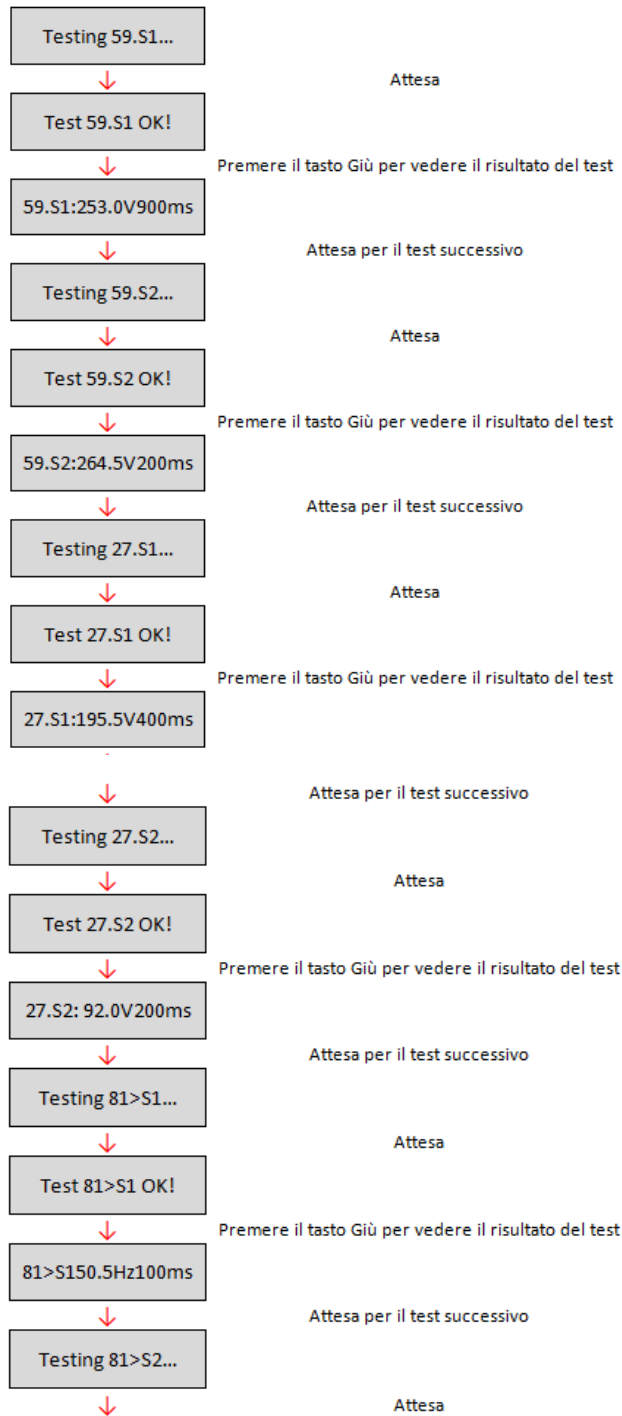 Testing 59.S1...
Attesa
Test 59.S1 OK!
Premere il tasto Giù per vedere il risultato del test
59.S1:253.0V900ms
Attesa per il test successivo
Testing 59.S2...
Attesa
Test 59.S2 OK!
Premere il tasto Giù per vedere il risultato del test
59.S2:264.5V200ms
Attesa per il test successivo
Testing 27.S1...
Attesa
Test 27.S1 OK!
Premere il tasto Giù per vedere il risultato del test
27.S1:195.5V400ms
Attesa per il test successivo
Testing 27.S2...
Attesa
Test 27.S2 OK!
Premere il tasto Giù per vedere il risultato del test
27.S2: 92.0V200ms
Attesa per il test successivo
Testing 81>S1...
Attesa
Test 81>S1 OK!
Premere il tasto Giù per vedere il risultato del test
81>S150.5Hz100ms
Attesa per il test successivo
Testing 81>S2...
Attesa